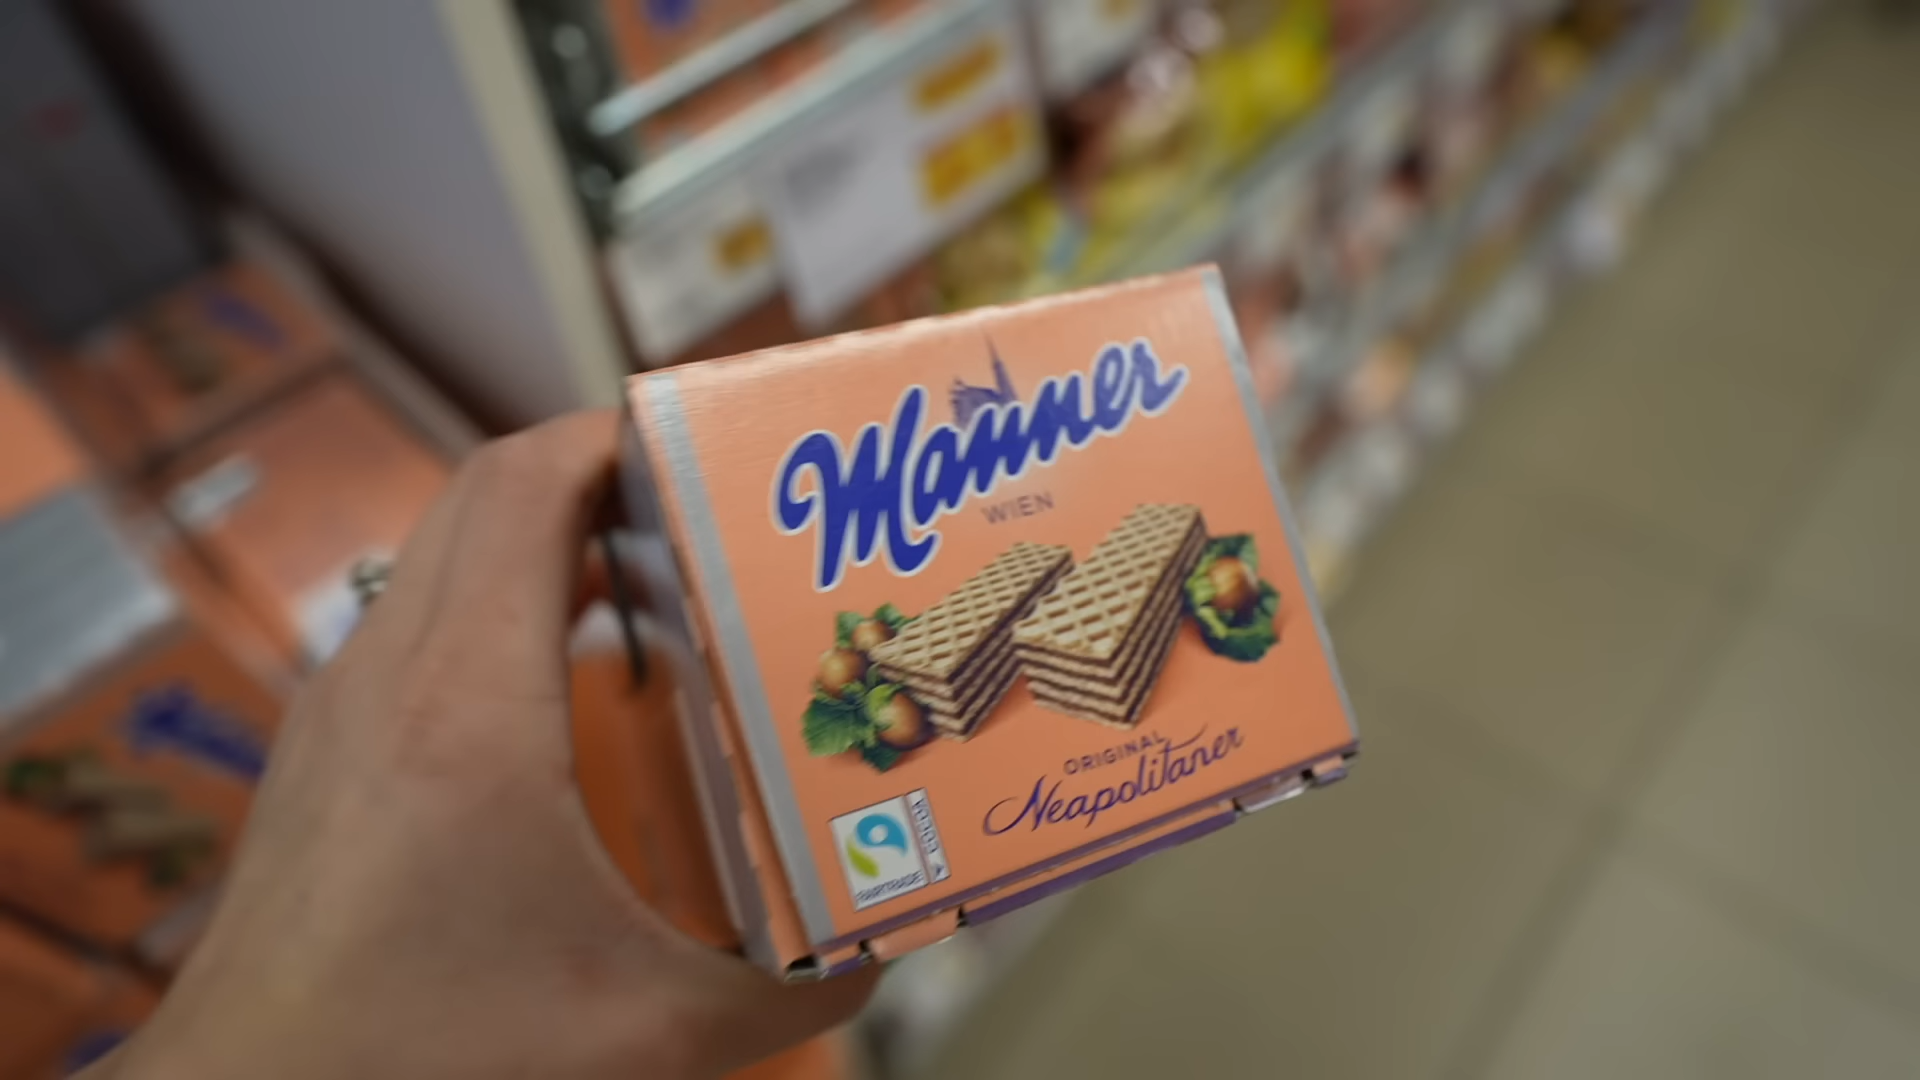 Manner
WIEN
ORIGINAL
Neapolitaner
FAIRTRADE
COCOA